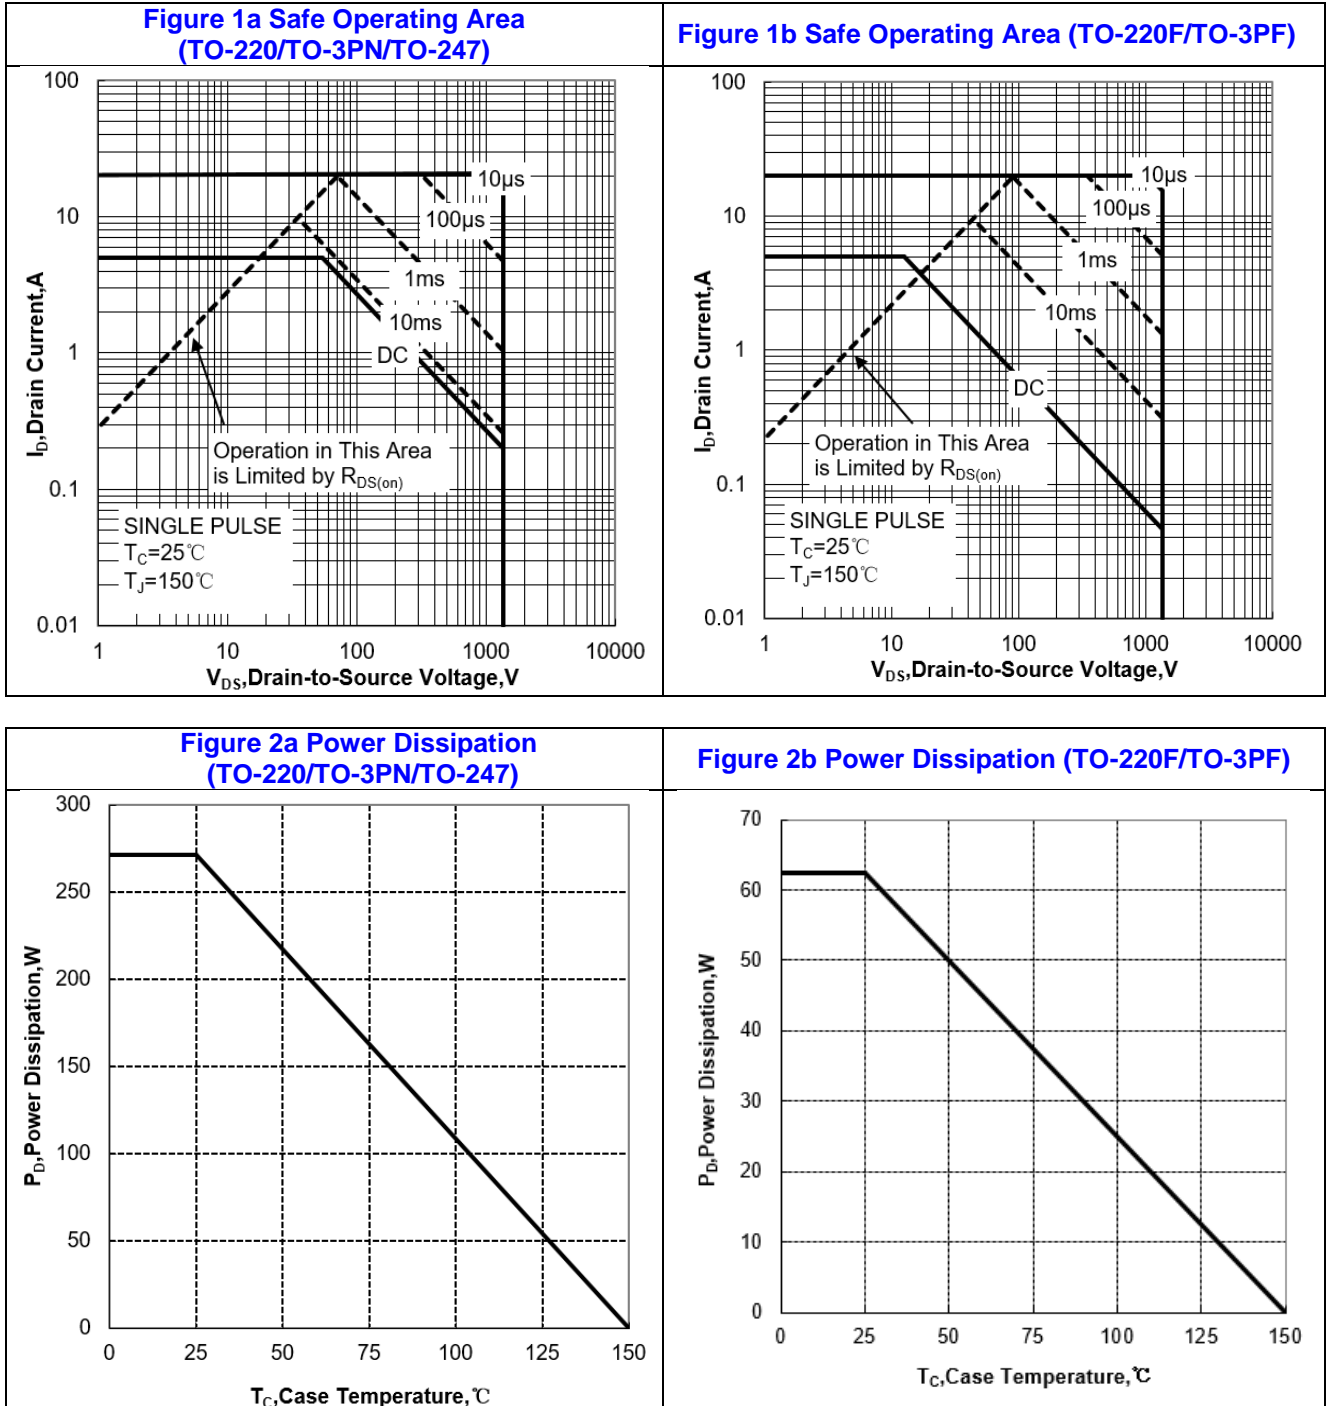 Figure 1a Safe Operating Area
(TO-220/TO-3PN/TO-247)
Figure 1b Safe Operating Area (TO-220F/TO-3PF)
100
10
1
0.1
0.01
I_D,Drain Current,A
10μs
100μs
1ms
10ms
DC
Operation in This Area
is Limited by R_DS(on)
SINGLE PULSE
T_C=25℃
T_J=150℃
1
10
100
1000
10000
V_DS,Drain-to-Source Voltage,V
100
10
1
0.1
0.01
I_D,Drain Current,A
10μs
100μs
1ms
10ms
DC
Operation in This Area
is Limited by R_DS(on)
SINGLE PULSE
T_C=25℃
T_J=150℃
1
10
100
1000
10000
V_DS,Drain-to-Source Voltage,V
Figure 2a Power Dissipation
(TO-220/TO-3PN/TO-247)
Figure 2b Power Dissipation (TO-220F/TO-3PF)
300
250
200
150
100
50
0
P_D,Power Dissipation,W
0
25
50
75
100
125
150
T_C,Case Temperature,℃
70
60
50
40
30
20
10
0
P_D,Power Dissipation,W
0
25
50
75
100
125
150
T_C,Case Temperature,℃